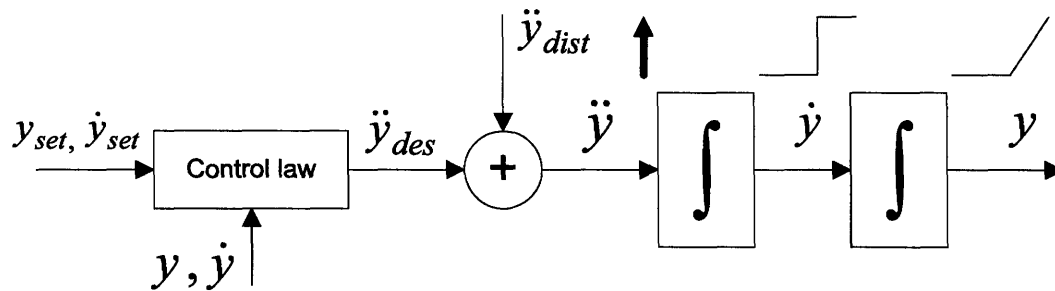 ÿ_dist
y_set, ẏ_set
Control law
ÿ_des
+
ÿ
∫
ẏ
∫
y
y, ẏ